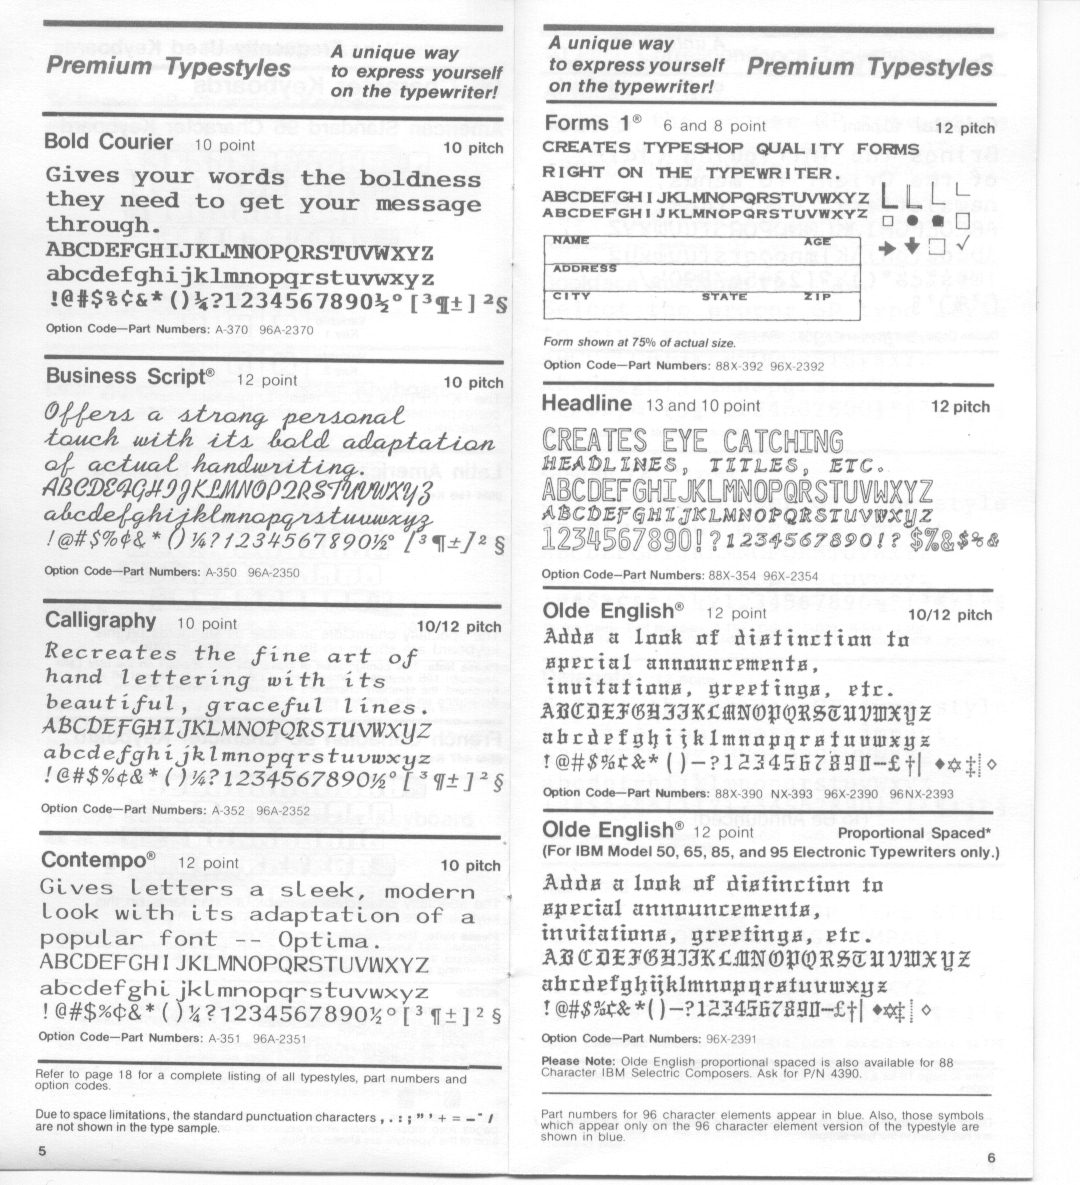 Premium Typestyles
A unique way
to express yourself
on the typewriter!
Bold Courier 10 point 10 pitch
Gives your words the boldness
they need to get your message
through.
ABCDEFGHIJKLMNOPQRSTUVWXYZ
abcdefghijklmnopqrstuvwxyz
!@#$%¢&*()¼?1234567890½°[³¶±]²§
Option Code—Part Numbers: A-370 96A-2370
Business Script® 12 point 10 pitch
Offers a strong personal
touch with its bold adaptation
of actual handwriting.
ABCDEFGHIJKLMNOPQRSTUVWXYZ
abcdefghijklmnopqrstuvwxyz
!@#$%¢&*()¼?1234567890½°[³¶±]²§
Option Code—Part Numbers: A-350 96A-2350
Calligraphy 10 point 10/12 pitch
Recreates the fine art of
hand lettering with its
beautiful, graceful lines.
ABCDEFGHIJKLMNOPQRSTUVWXYZ
abcdefghijklmnopqrstuvwxyz
!@#$%¢&*()¼?1234567890½°[³¶±]²§
Option Code—Part Numbers: A-352 96A-2352
Contempo® 12 point 10 pitch
Gives letters a sleek, modern
look with its adaptation of a
popular font -- Optima.
ABCDEFGHIJKLMNOPQRSTUVWXYZ
abcdefghijklmnopqrstuvwxyz
!@#$%¢&*()¼?1234567890½°[³¶±]²§
Option Code—Part Numbers: A-351 96A-2351
Refer to page 18 for a complete listing of all typestyles, part numbers and
option codes.
Due to space limitations, the standard punctuation characters , . : ; " ' + = – - /
are not shown in the type sample.
5
A unique way
to express yourself
on the typewriter!
Premium Typestyles
Forms 1® 6 and 8 point 12 pitch
CREATES TYPESHOP QUALITY FORMS
RIGHT ON THE TYPEWRITER.
ABCDEFGHIJKLMNOPQRSTUVWXYZ
ABCDEFGHIJKLMNOPQRSTUVWXYZ
NAME AGE
ADDRESS
CITY STATE ZIP
Form shown at 75% of actual size.
Option Code—Part Numbers: 88X-392 96X-2392
Headline 13 and 10 point 12 pitch
CREATES EYE CATCHING
HEADLINES, TITLES, ETC.
ABCDEFGHIJKLMNOPQRSTUVWXYZ
ABCDEFGHIJKLMNOPQRSTUVWXYZ
1234567890!?1234567890!? $%&$%&
Option Code—Part Numbers: 88X-354 96X-2354
Olde English® 12 point 10/12 pitch
Adds a look of distinction to
special announcements,
invitations, greetings, etc.
ABCDEFGHIJKLMNOPQRSTUVWXYZ
abcdefghijklmnopqrstuvwxyz
!@#$%¢&*()–?1234567890–£†| ♦✡‡|◇
Option Code—Part Numbers: 88X-390 NX-393 96X-2390 96NX-2393
Olde English® 12 point Proportional Spaced*
(For IBM Model 50, 65, 85, and 95 Electronic Typewriters only.)
Adds a look of distinction to
special announcements,
invitations, greetings, etc.
ABCDEFGHIJKLMNOPQRSTUVWXYZ
abcdefghijklmnopqrstuvwxyz
!@#$%¢&*()–?1234567890–£†| ♦✡‡|◇
Option Code—Part Numbers: 96X-2391
Please Note: Olde English proportional spaced is also available for 88
Character IBM Selectric Composers. Ask for P/N 4390.
Part numbers for 96 character elements appear in blue. Also, those symbols
which appear only on the 96 character element version of the typestyle are
shown in blue.
6